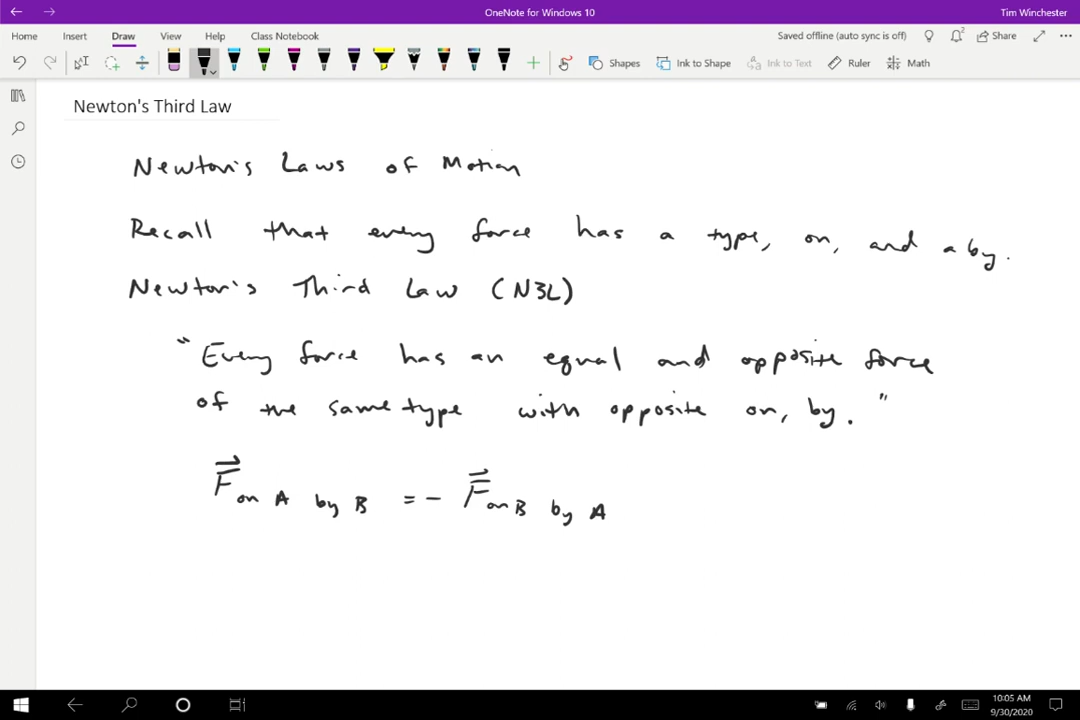 OneNote for Windows 10
Tim Winchester
Home Insert Draw View Help Class Notebook
Saved offline (auto sync is off) 2 Share
Shapes Ink to Shape Ink to Text Ruler Math
Newton's Third Law
Newton's Laws of Motion
Recall that every force has a type, on, and a by.
Newton's Third Law (N3L)
"Every force has an equal and opposite force
of the same type with opposite on, by."
F⃗ on A by B = - F⃗ on B by A
10:05 AM
9/30/2020